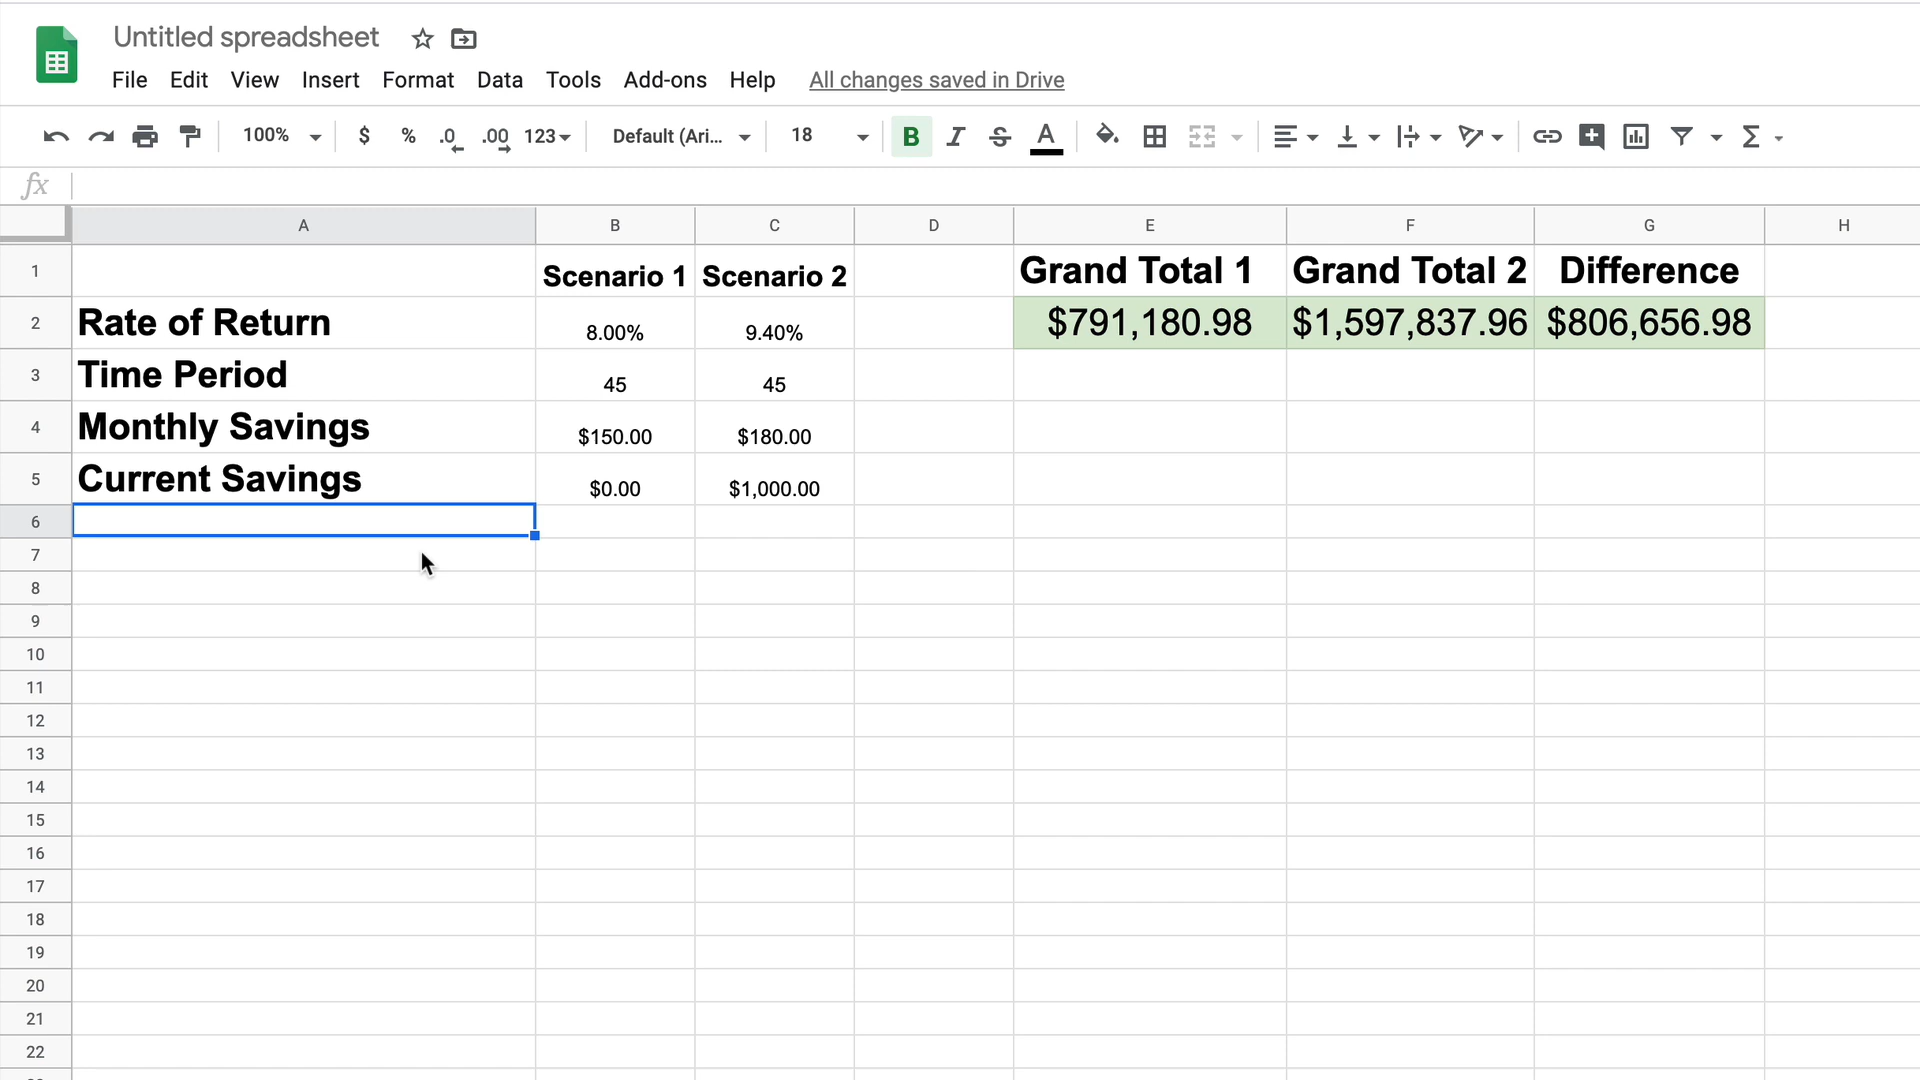 Untitled spreadsheet
File Edit View Insert Format Data Tools Add-ons Help All changes saved in Drive
100% $ % .0 .00 123 Default (Ari... 18 B I S A Σ
fx
A B C D E F G H
1 Scenario 1 Scenario 2 Grand Total 1 Grand Total 2 Difference
2 Rate of Return 8.00% 9.40% $791,180.98 $1,597,837.96 $806,656.98
3 Time Period 45 45
4 Monthly Savings $150.00 $180.00
5 Current Savings $0.00 $1,000.00
6
7
8
9
10
11
12
13
14
15
16
17
18
19
20
21
22